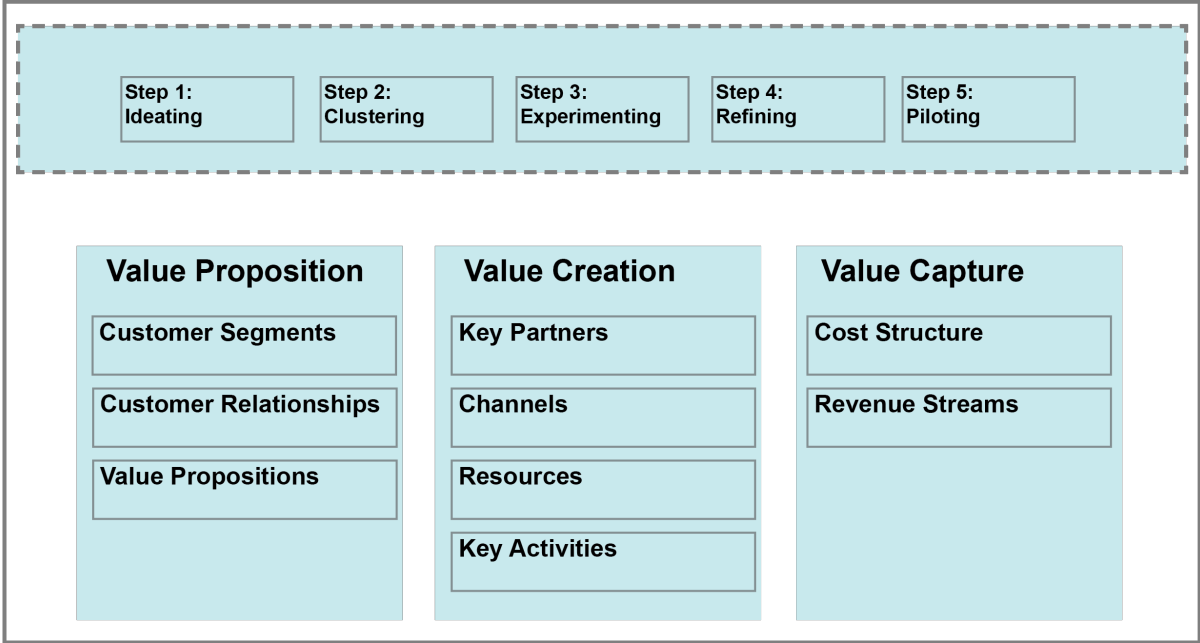 Step 1:
Ideating
Step 2:
Clustering
Step 3:
Experimenting
Step 4:
Refining
Step 5:
Piloting
Value Proposition
Customer Segments
Customer Relationships
Value Propositions
Value Creation
Key Partners
Channels
Resources
Key Activities
Value Capture
Cost Structure
Revenue Streams